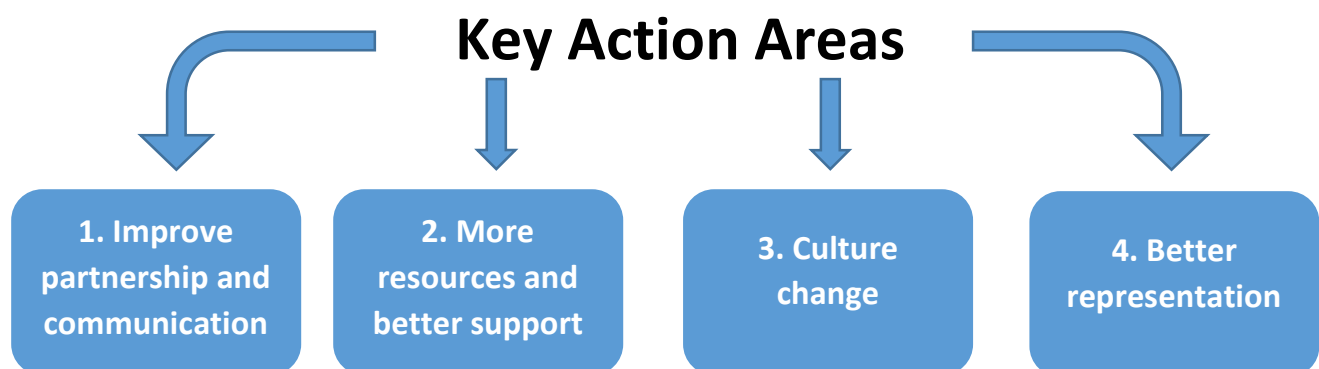 Key Action Areas
1. Improve
partnership and
communication
2. More
resources and
better support
3. Culture
change
4. Better
representation